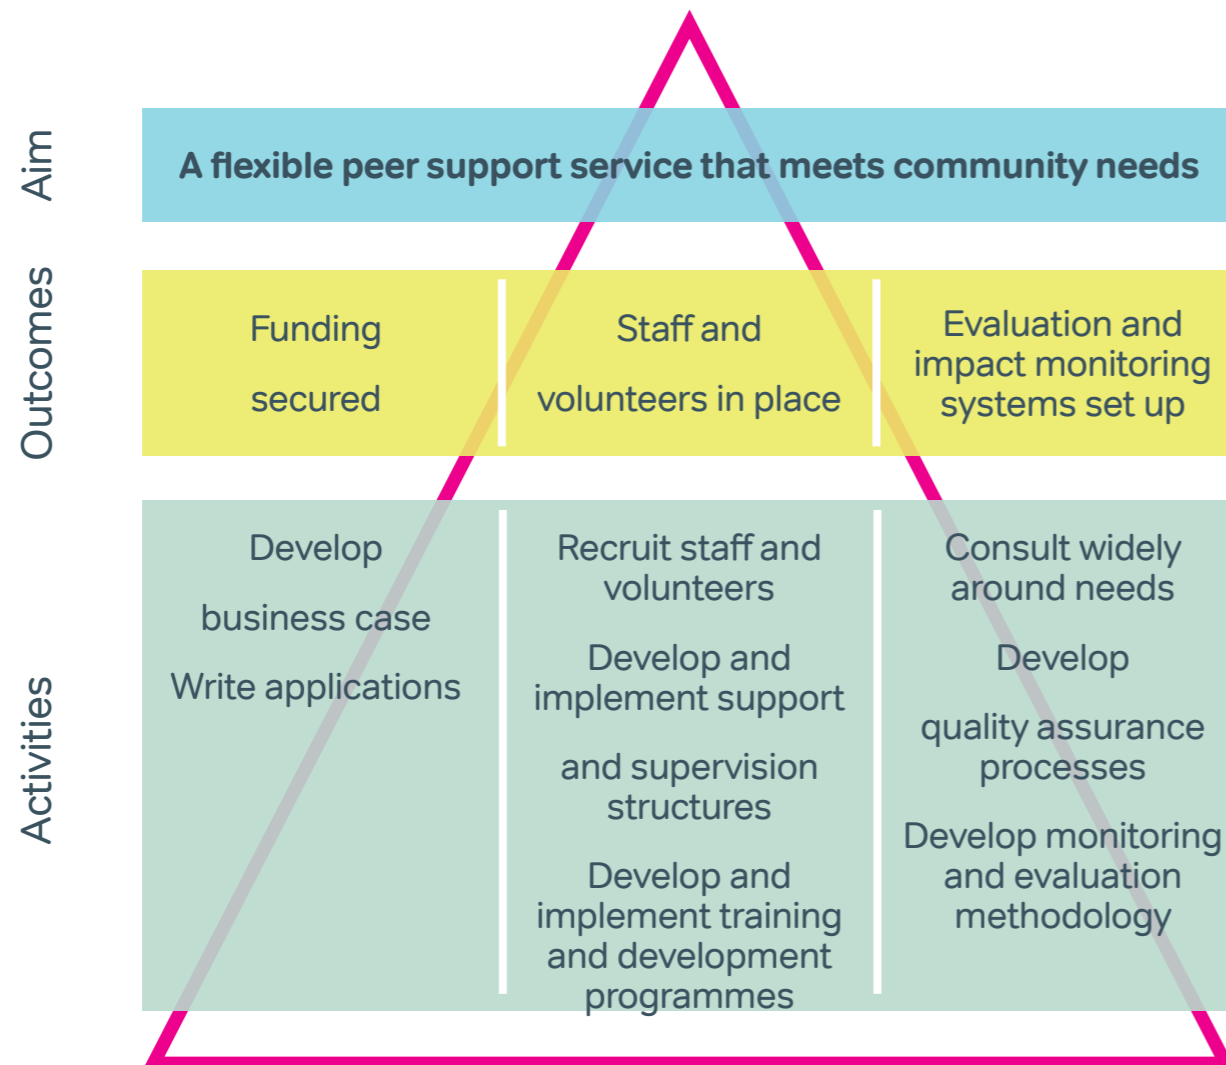 Aim
A flexible peer support service that meets community needs
Outcomes
Funding
secured
Staff and
volunteers in place
Evaluation and
impact monitoring
systems set up
Activities
Develop
business case
Write applications
Recruit staff and
volunteers
Develop and
implement support
and supervision
structures
Develop and
implement training
and development
programmes
Consult widely
around needs
Develop
quality assurance
processes
Develop monitoring
and evaluation
methodology